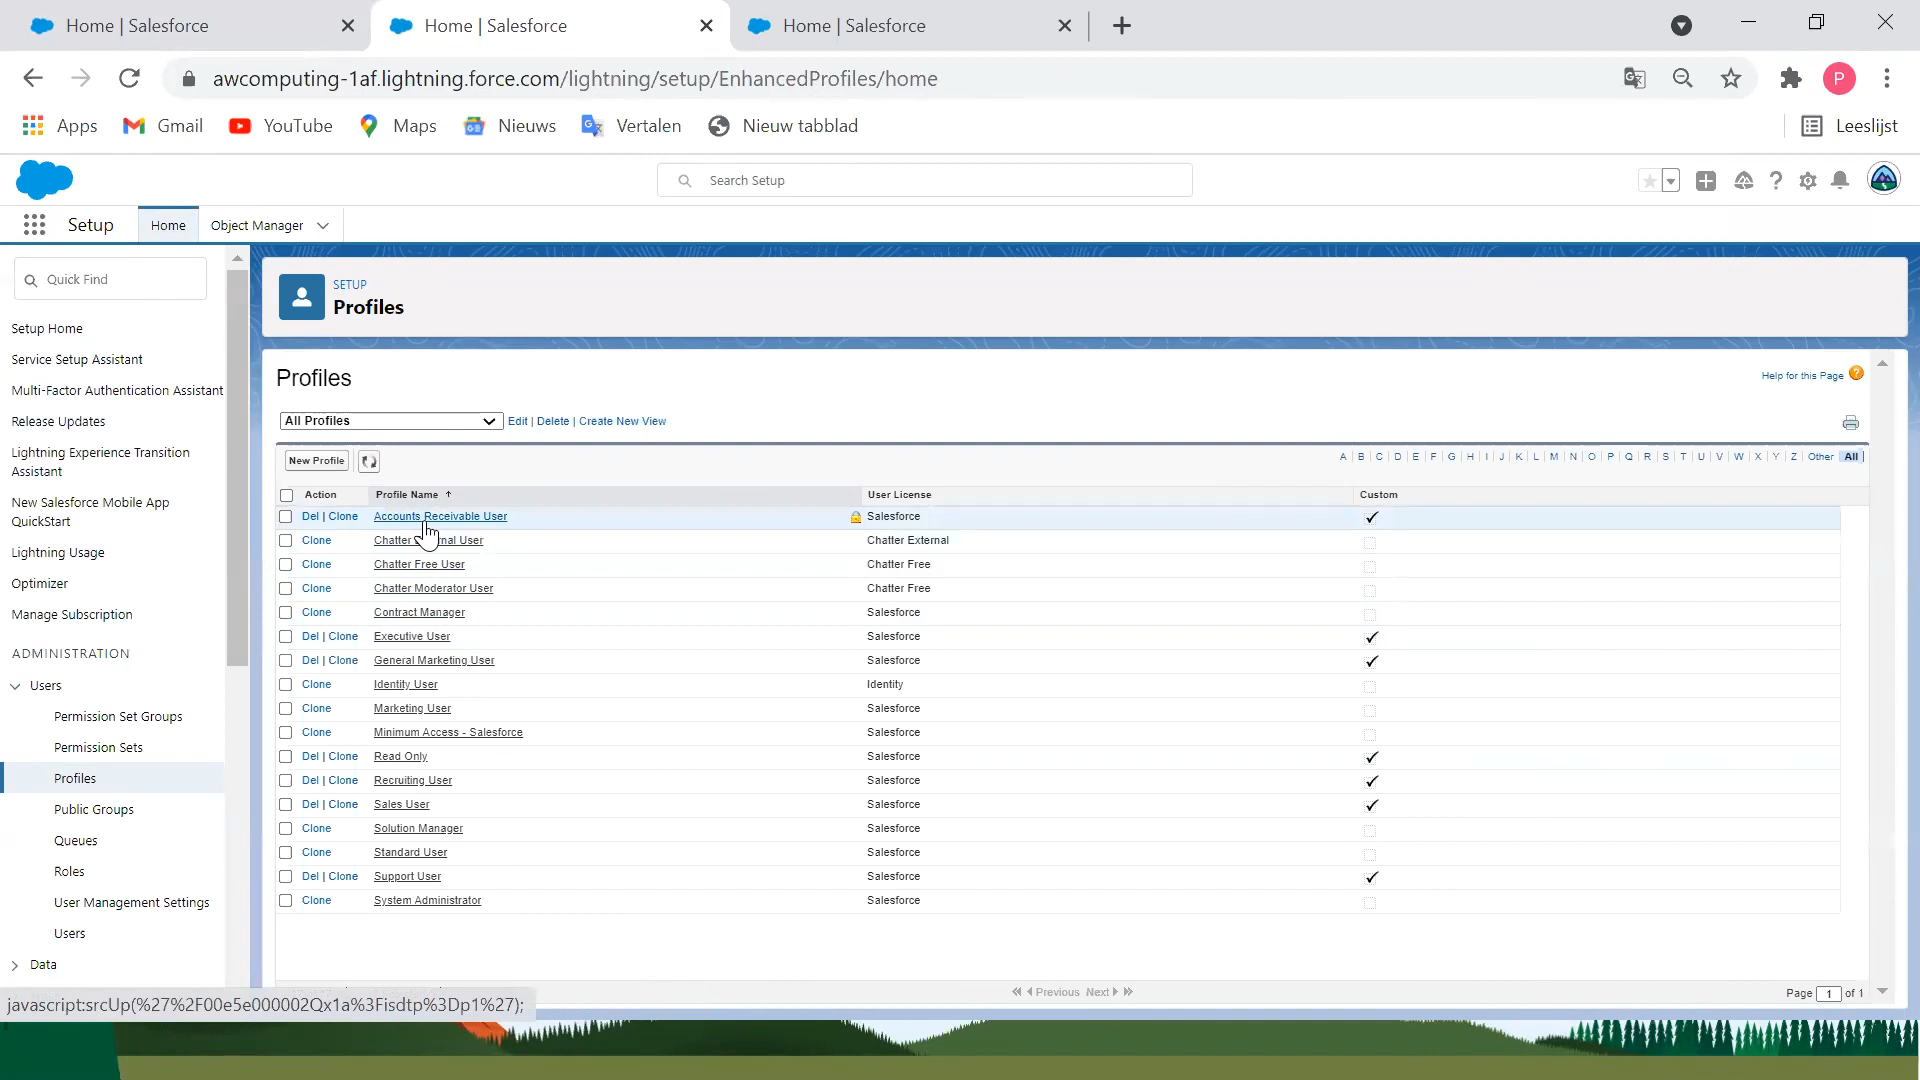 Home | Salesforce
Home | Salesforce
Home | Salesforce
awcomputing-1af.lightning.force.com/lightning/setup/EnhancedProfiles/home
P
Apps
Gmail
YouTube
Maps
Nieuws
Vertalen
Nieuw tabblad
Leeslijst
Search Setup
Setup
Home
Object Manager
Quick Find
Setup Home
Service Setup Assistant
Multi-Factor Authentication Assistant
Release Updates
Lightning Experience Transition
Assistant
New Salesforce Mobile App
QuickStart
Lightning Usage
Optimizer
Manage Subscription
ADMINISTRATION
Users
Permission Set Groups
Permission Sets
Profiles
Public Groups
Queues
Roles
User Management Settings
Users
Data
SETUP
Profiles
Profiles
Help for this Page ?
All Profiles Edit | Delete | Create New View
New Profile
A | B | C | D | E | F | G | H | I | J | K | L | M | N | O | P | Q | R | S | T | U | V | W | X | Y | Z | Other | All |
Action Profile Name ↑ User License Custom
Del | Clone Accounts Receivable User Salesforce ✓
Clone Chatter User Chatter External
Clone Chatter Free User Chatter Free
Clone Chatter Moderator User Chatter Free
Clone Contract Manager Salesforce
Del | Clone Executive User Salesforce ✓
Del | Clone General Marketing User Salesforce ✓
Clone Identity User Identity
Clone Marketing User Salesforce
Clone Minimum Access - Salesforce Salesforce
Del | Clone Read Only Salesforce ✓
Del | Clone Recruiting User Salesforce ✓
Del | Clone Sales User Salesforce ✓
Clone Solution Manager Salesforce
Clone Standard User Salesforce
Del | Clone Support User Salesforce ✓
Clone System Administrator Salesforce
Previous Next
Page 1 of 1
javascript:srcUp(%27%2F00e5e000002Qx1a%3Fisdtp%3Dp1%27);